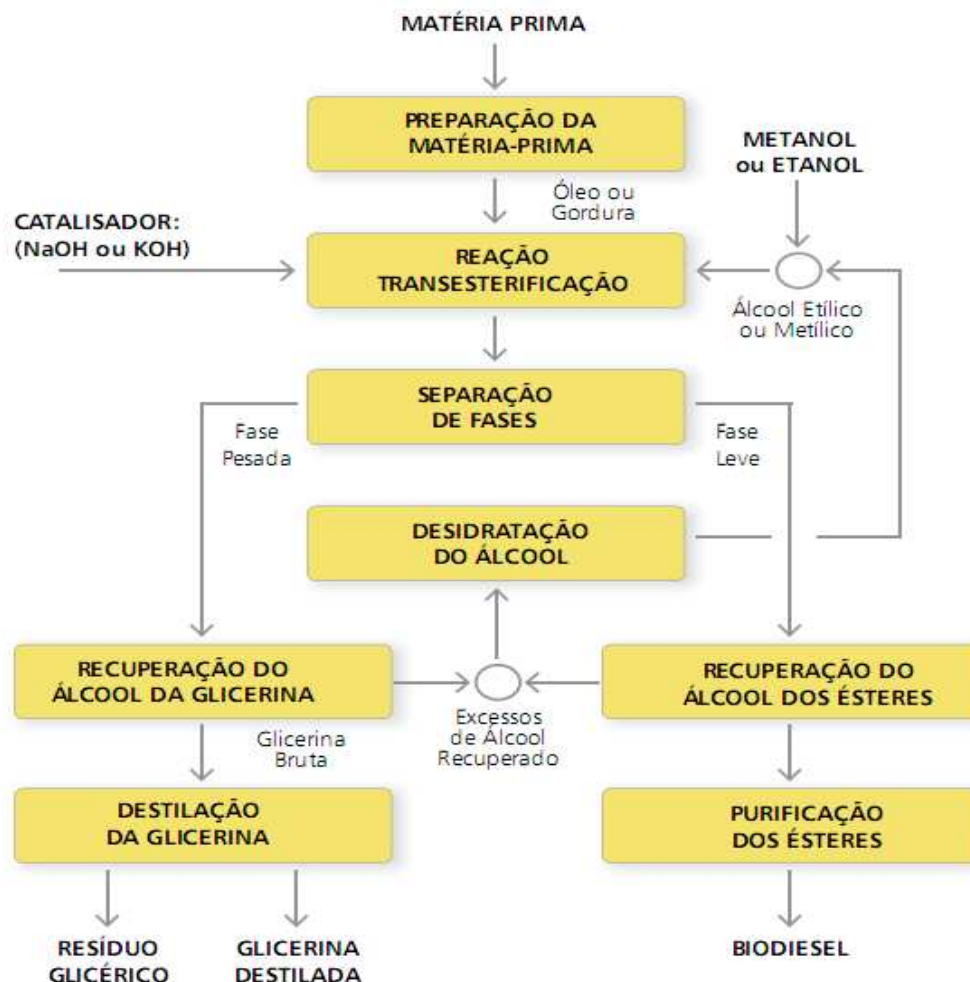 MATÉRIA PRIMA
PREPARAÇÃO DA
MATÉRIA-PRIMA
METANOL
ou ETANOL
Óleo ou
Gordura
CATALISADOR:
(NaOH ou KOH)
REAÇÃO
TRANSESTERIFICAÇÃO
Álcool Etílico
ou Metílico
SEPARAÇÃO
DE FASES
Fase
Pesada
Fase
Leve
DESIDRATAÇÃO
DO ÁLCOOL
RECUPERAÇÃO DO
ÁLCOOL DA GLICERINA
RECUPERAÇÃO DO
ÁLCOOL DOS ÉSTERES
Excessos
de Álcool
Recuperado
Glicerina
Bruta
DESTILAÇÃO
DA GLICERINA
PURIFICAÇÃO
DOS ÉSTERES
RESÍDUO
GLICÉRICO
GLICERINA
DESTILADA
BIODIESEL